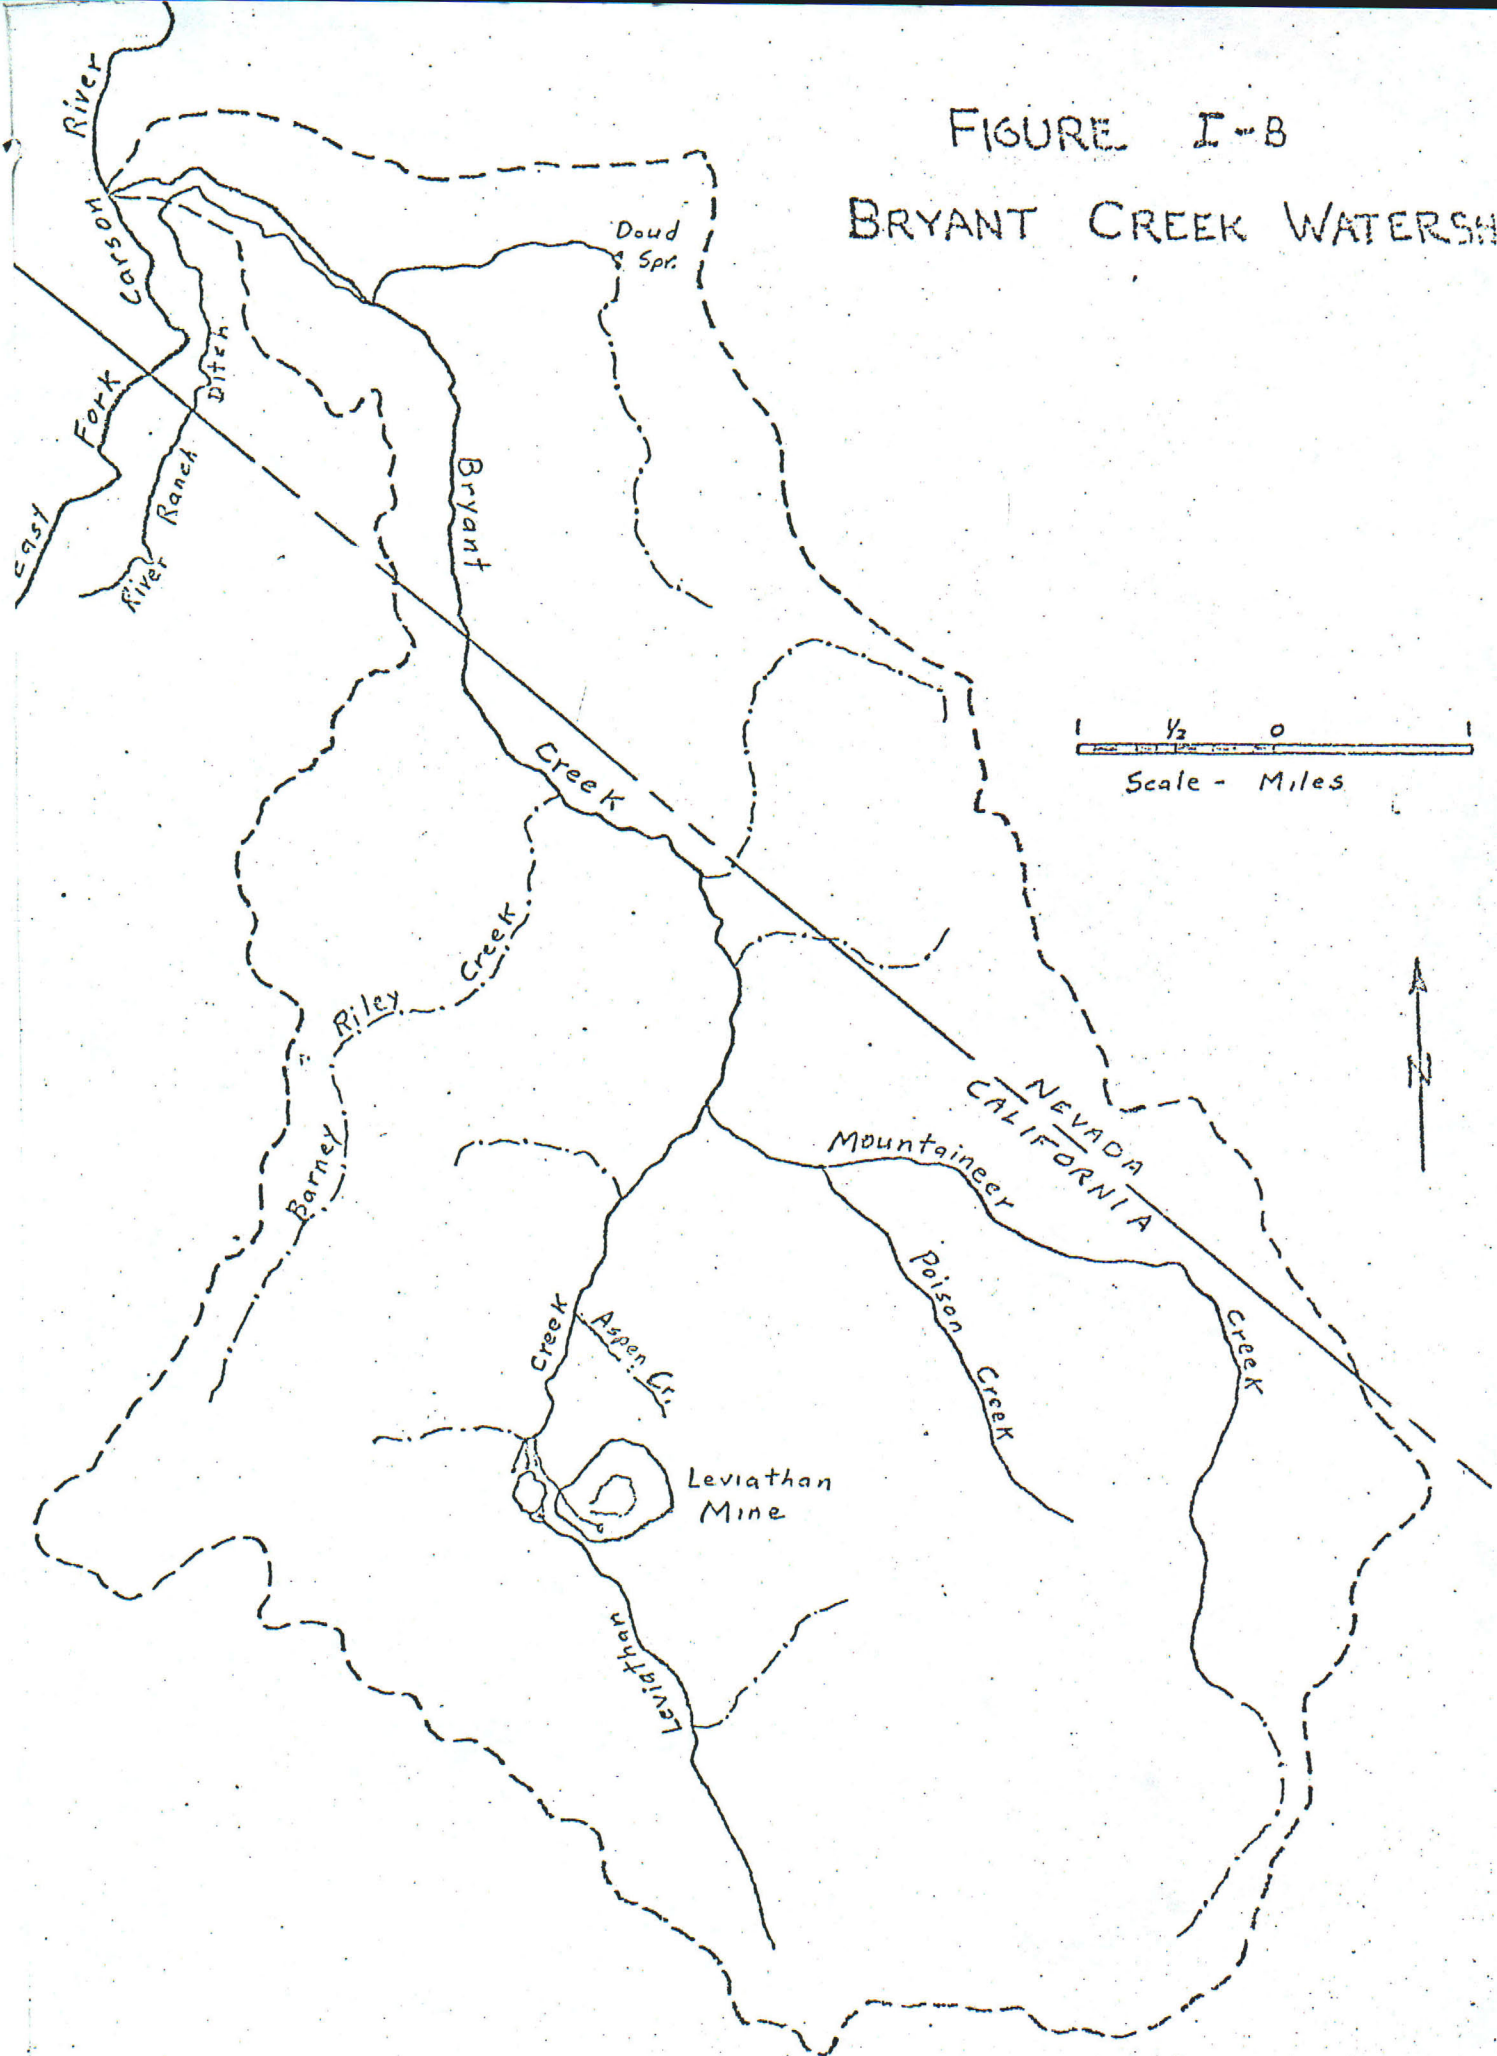 FIGURE I-B
BRYANT CREEK WATERSH
River
Carson
Fork
East
Doud
Spr.
Ditch
Ranch
River
Bryant
Creek
1 1/2 0 1
Scale - Miles
Creek
Riley
Barney
N
NEVADA
CALIFORNIA
Mountaineer
Creek
Poison
Creek
Creek
Aspen Cr.
Leviathan
Mine
Leviathan